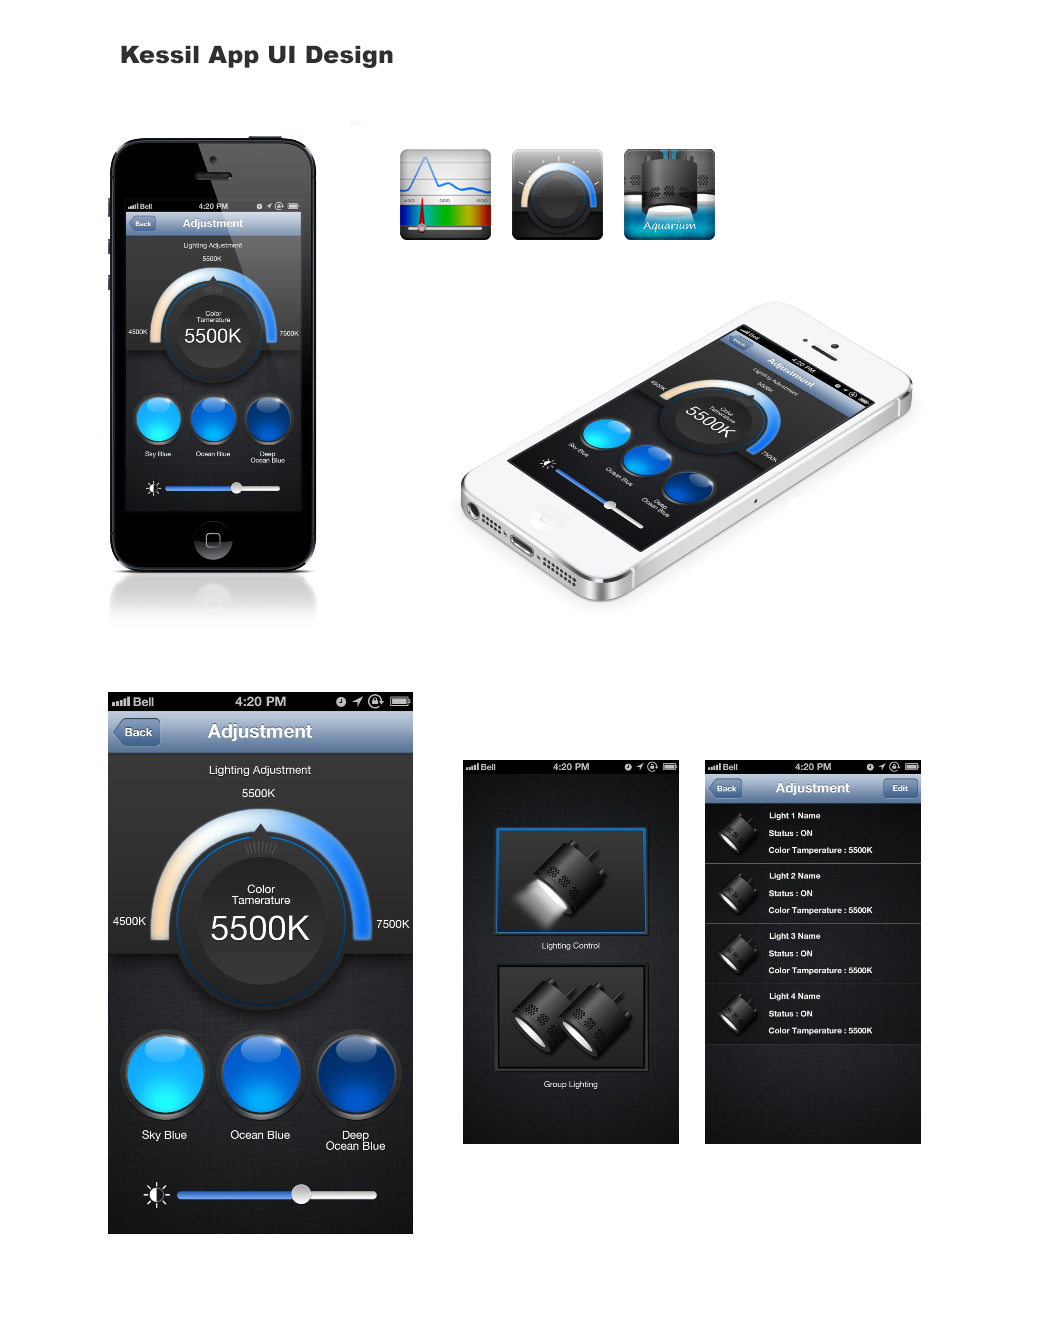 Kessil App UI Design
Bell 4:20 PM
Back Adjustment
Lighting Adjustment
5500K
Color
Tamerature
5500K
4500K 7500K
Sky Blue Ocean Blue Deep
Ocean Blue
400 500 600
Aquarium
Bell 4:20 PM
Back Adjustment
Lighting Adjustment
5500K
4500K
Color
Tamerature
5500K
7500K
Sky Blue
Ocean Blue
Deep
Ocean Blue
Bell 4:20 PM
Back Adjustment
Lighting Adjustment
5500K
Color
Tamerature
5500K
4500K 7500K
Sky Blue Ocean Blue Deep
Ocean Blue
Bell 4:20 PM
Lighting Control
Group Lighting
Bell 4:20 PM
Back Adjustment Edit
Light 1 Name
Status : ON
Color Tamperature : 5500K
Light 2 Name
Status : ON
Color Tamperature : 5500K
Light 3 Name
Status : ON
Color Tamperature : 5500K
Light 4 Name
Status : ON
Color Tamperature : 5500K